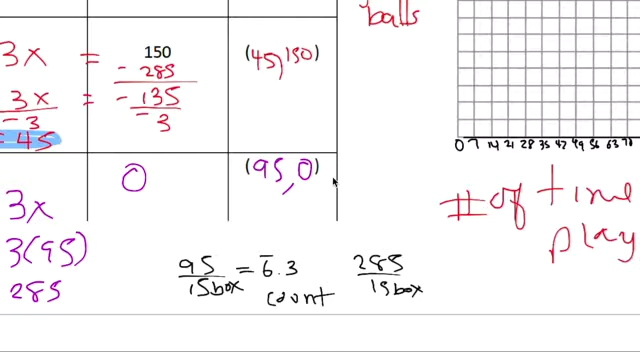 balls
3x = 150
- 285
3x = - 135
-3 -3
= 45
(45,150)
0 7 14 21 28 35 42 49 56 63 70
3x
3(95)
285
0
(95,0)
# of time
play
95 = 6.3
15box
count
285
15box